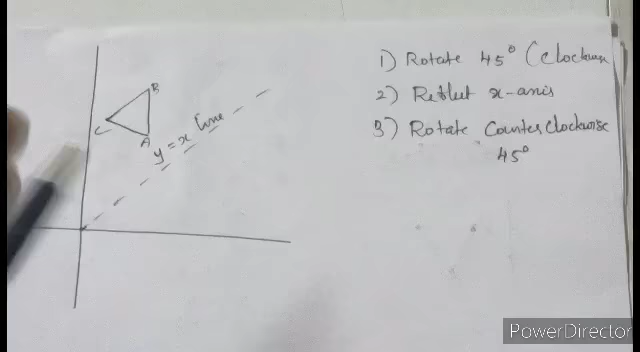 1) Rotate 45° (Clockwise
2) Reflect x-axis
3) Rotate Counter clockwise
45°
B
C
A
y = x line
PowerDirector